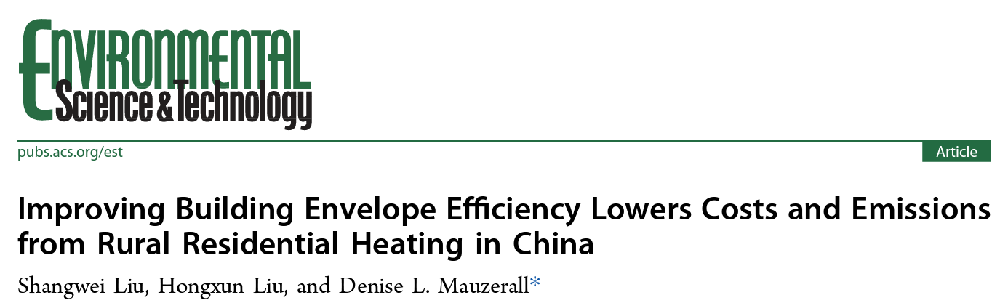 Environmental
Science & Technology
pubs.acs.org/est
Article
Improving Building Envelope Efficiency Lowers Costs and Emissions
from Rural Residential Heating in China
Shangwei Liu, Hongxun Liu, and Denise L. Mauzerall*